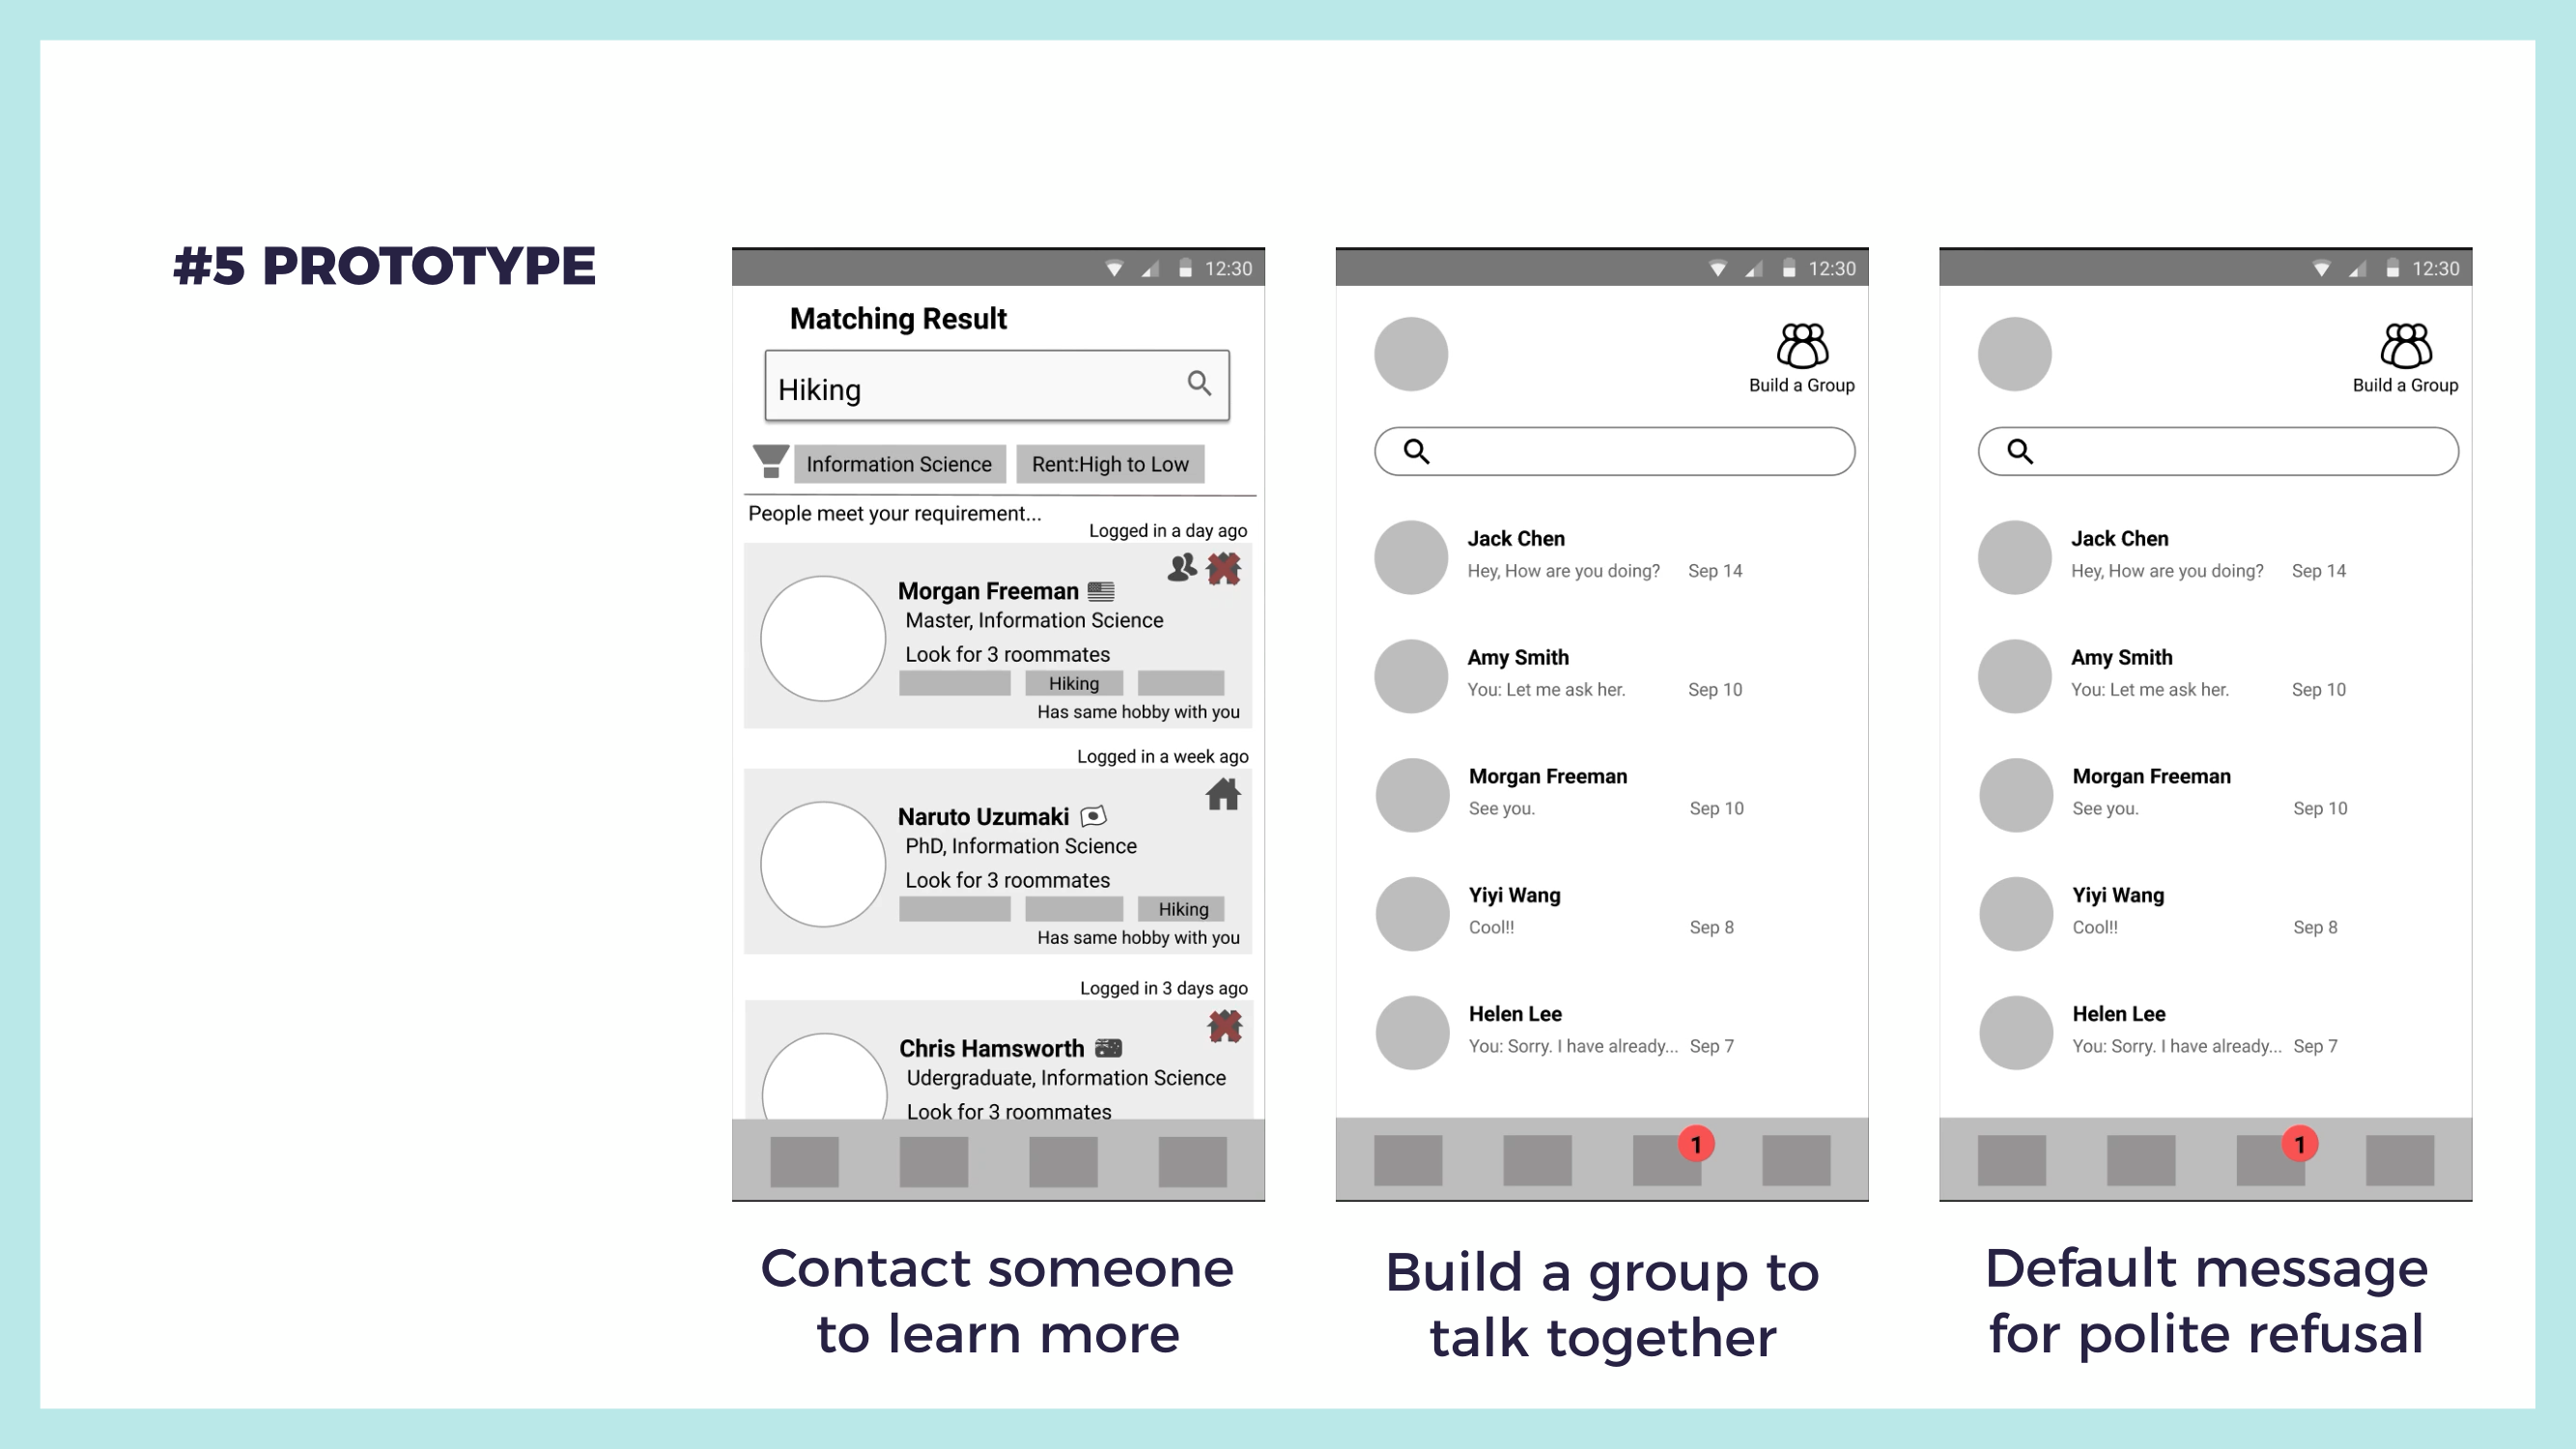 #5 PROTOTYPE
12:30
Matching Result
Hiking
Information Science
Rent:High to Low
People meet your requirement...
Logged in a day ago
Morgan Freeman
Master, Information Science
Look for 3 roommates
Hiking
Has same hobby with you
Logged in a week ago
Naruto Uzumaki
PhD, Information Science
Look for 3 roommates
Hiking
Has same hobby with you
Logged in 3 days ago
Chris Hamsworth
Udergraduate, Information Science
Look for 3 roommates
Contact someone
to learn more
12:30
Build a Group
Jack Chen
Hey, How are you doing? Sep 14
Amy Smith
You: Let me ask her. Sep 10
Morgan Freeman
See you. Sep 10
Yiyi Wang
Cool!! Sep 8
Helen Lee
You: Sorry. I have already... Sep 7
1
Build a group to
talk together
12:30
Build a Group
Jack Chen
Hey, How are you doing? Sep 14
Amy Smith
You: Let me ask her. Sep 10
Morgan Freeman
See you. Sep 10
Yiyi Wang
Cool!! Sep 8
Helen Lee
You: Sorry. I have already... Sep 7
1
Default message
for polite refusal